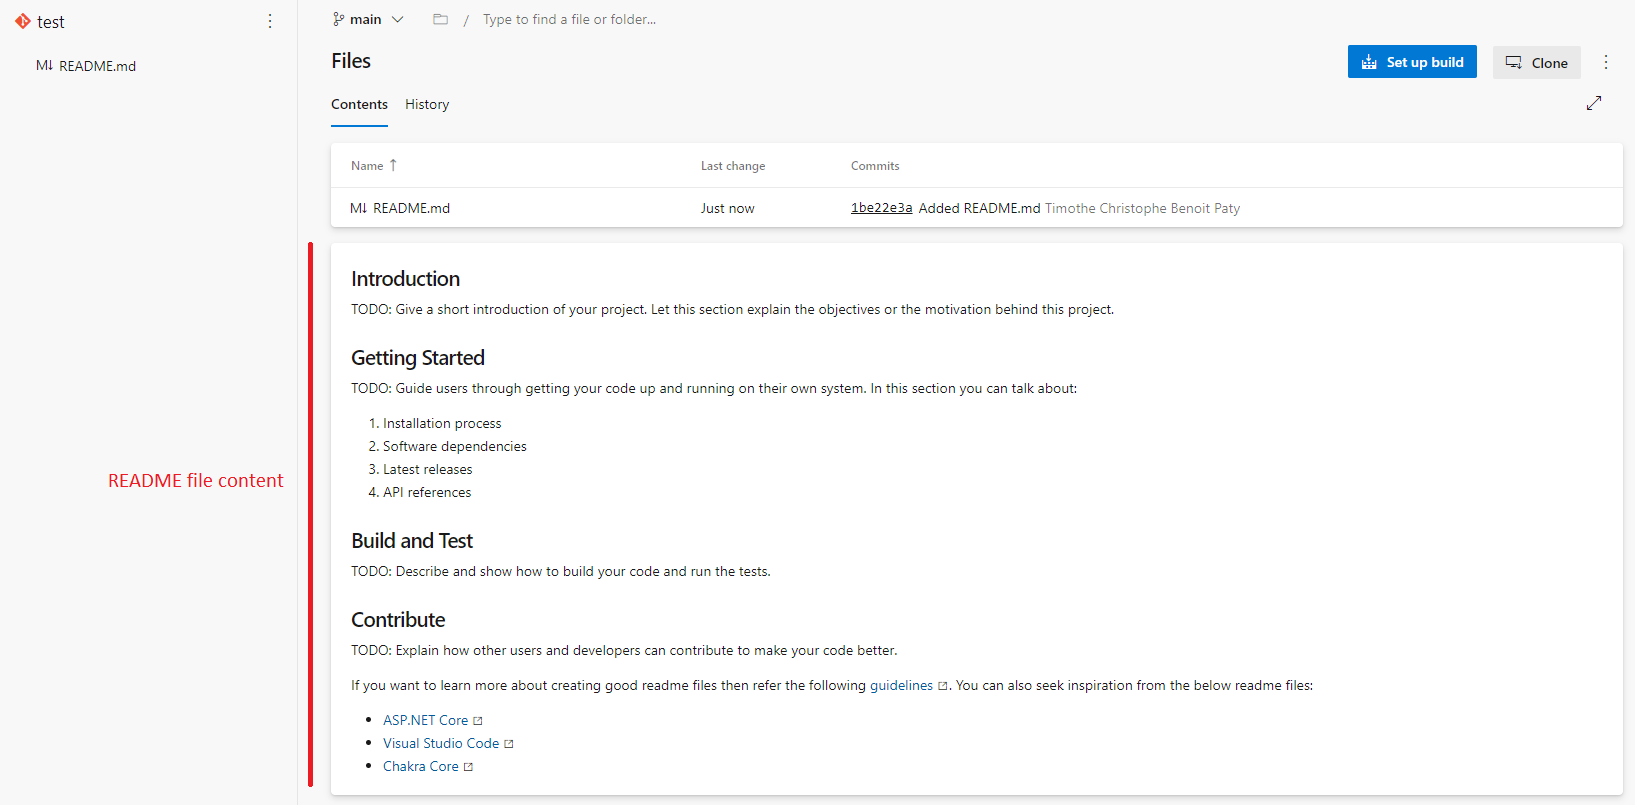 test
M↓ README.md
main
/ Type to find a file or folder...
Files
Set up build
Clone
Contents History
Name ↑ Last change Commits
M↓ README.md Just now 1be22e3a Added README.md Timothe Christophe Benoit Paty
README file content
Introduction
TODO: Give a short introduction of your project. Let this section explain the objectives or the motivation behind this project.
Getting Started
TODO: Guide users through getting your code up and running on their own system. In this section you can talk about:
1. Installation process
2. Software dependencies
3. Latest releases
4. API references
Build and Test
TODO: Describe and show how to build your code and run the tests.
Contribute
TODO: Explain how other users and developers can contribute to make your code better.
If you want to learn more about creating good readme files then refer the following guidelines. You can also seek inspiration from the below readme files:
• ASP.NET Core
• Visual Studio Code
• Chakra Core